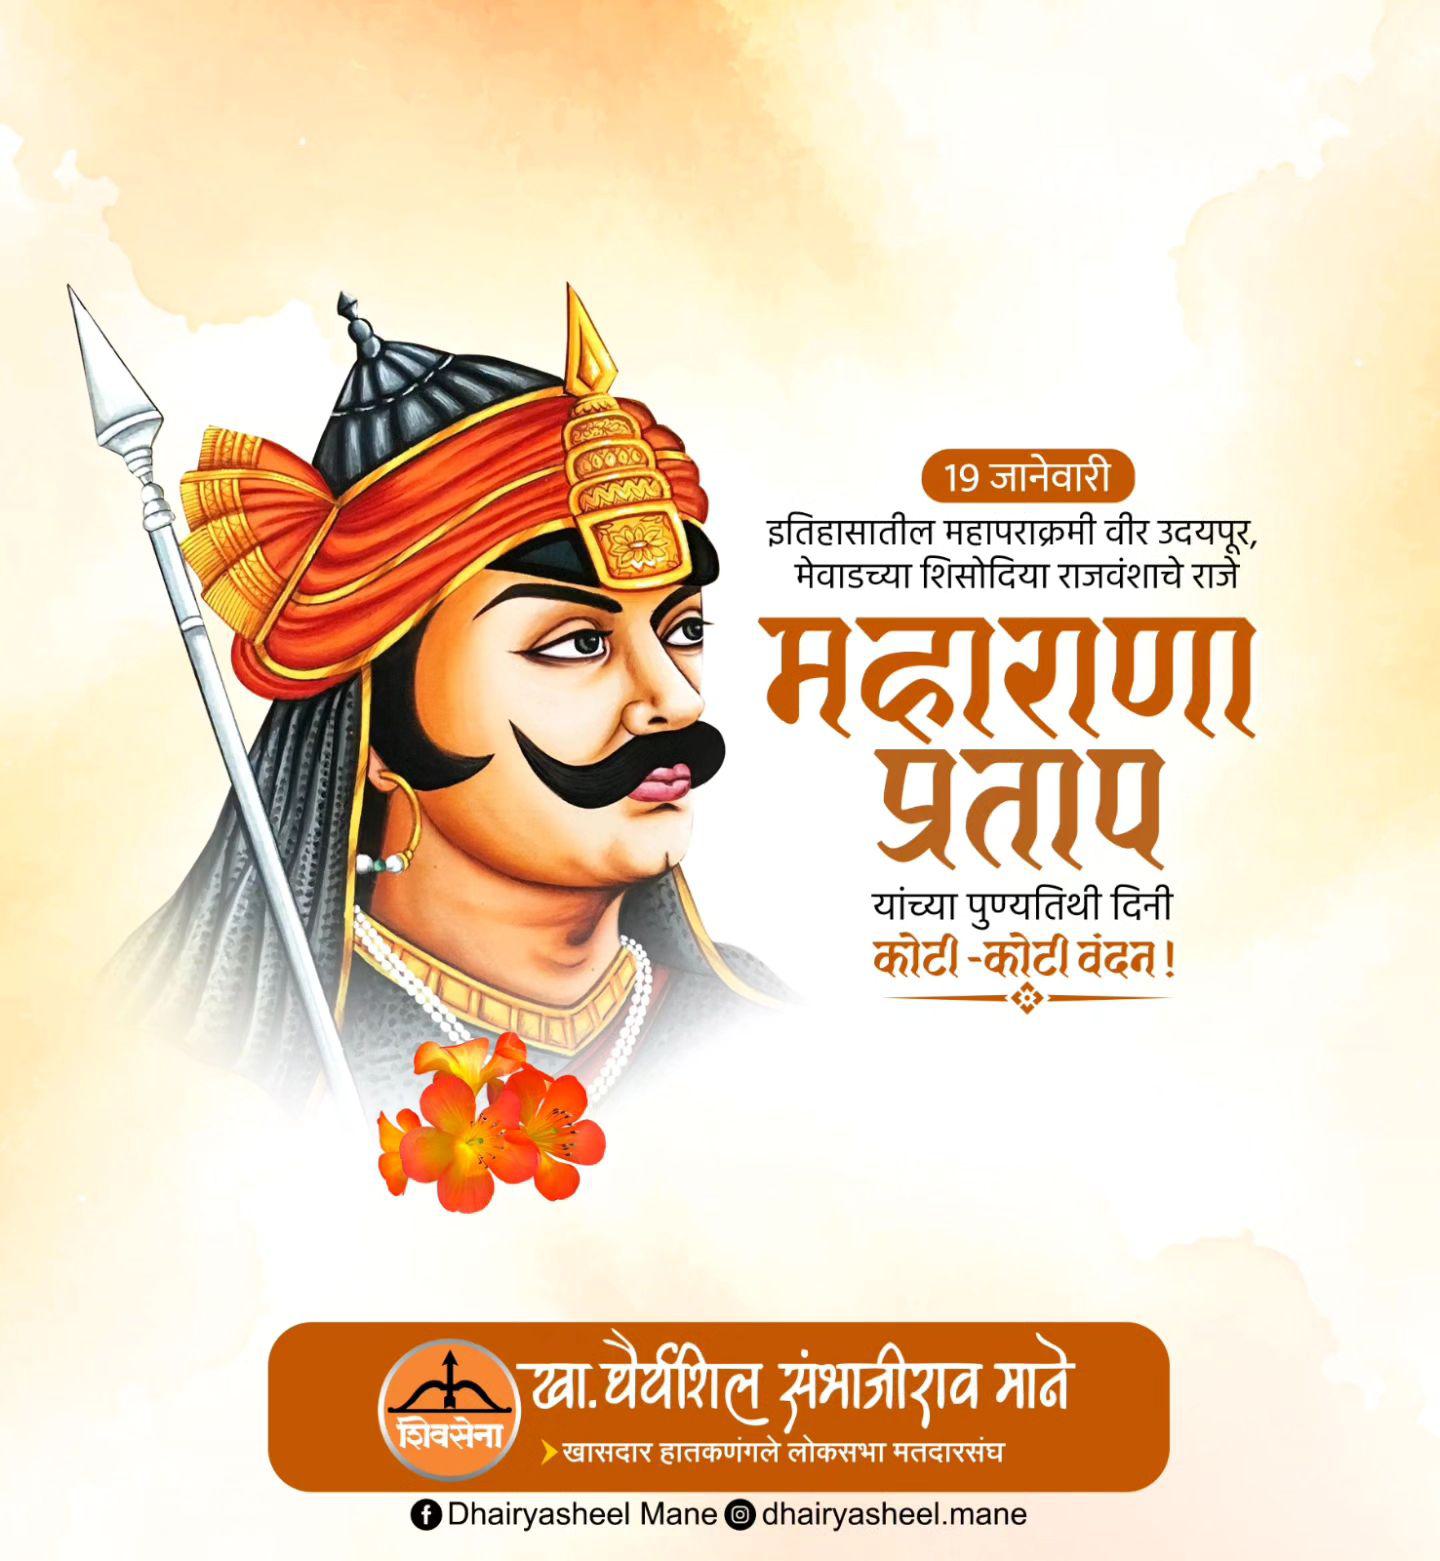 19 जानेवारी
इतिहासातील महापराक्रमी वीर उदयपूर,
मेवाडच्या शिसोदिया राजवंशाचे राजे
महाराणा
प्रताप
यांच्या पुण्यतिथी दिनी
कोटी -कोटी वंदन !
शिवसेना
खा. धैर्यशिल संभाजीराव माने
खासदार हातकणंगले लोकसभा मतदारसंघ
Dhairyasheel Mane dhairyasheel.mane